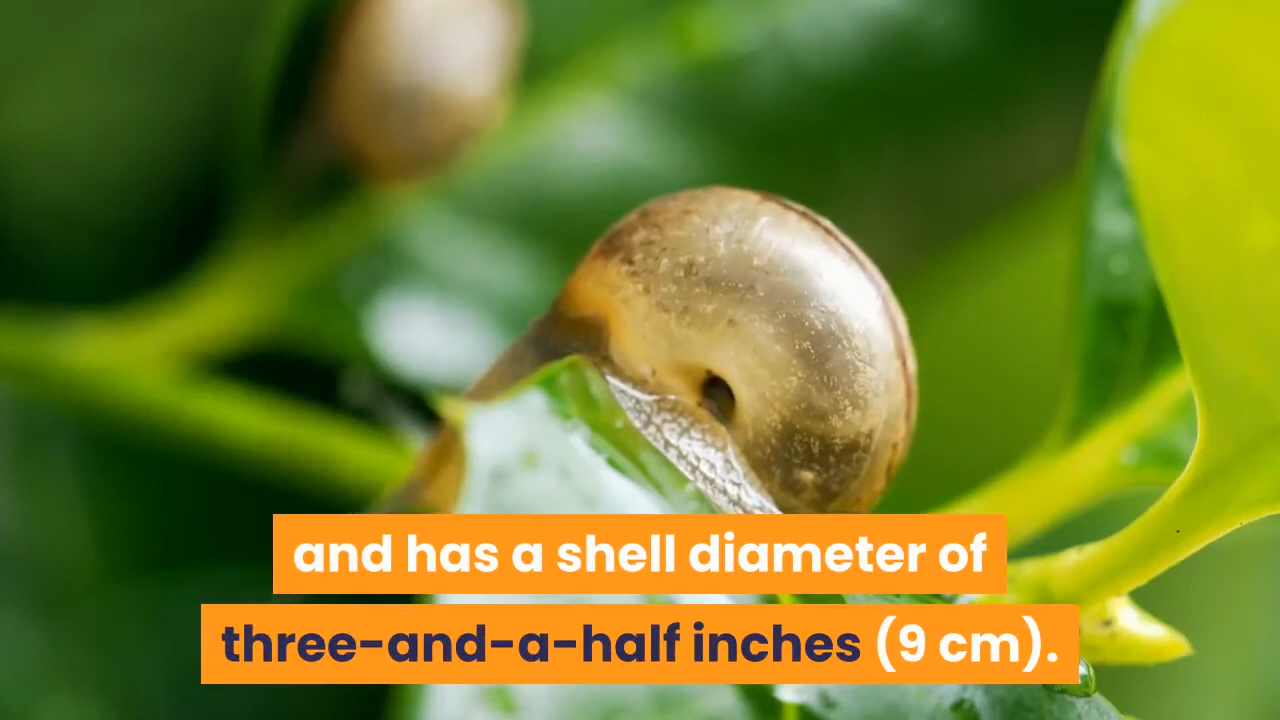 and has a shell diameter of
three-and-a-half inches (9 cm).